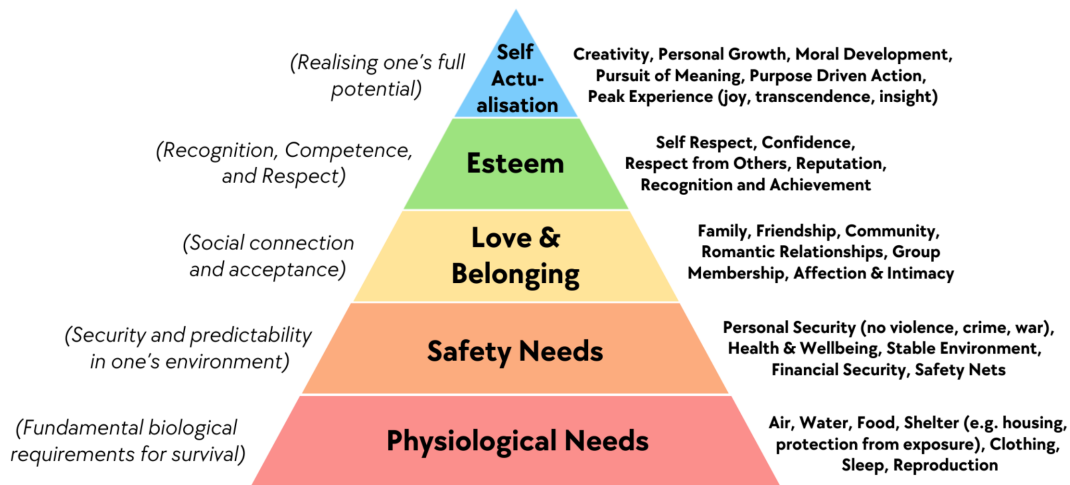 (Realising one's full
potential)
Self
Actu-
alisation
Creativity, Personal Growth, Moral Development,
Pursuit of Meaning, Purpose Driven Action,
Peak Experience (joy, transcendence, insight)
(Recognition, Competence,
and Respect)
Esteem
Self Respect, Confidence,
Respect from Others, Reputation,
Recognition and Achievement
(Social connection
and acceptance)
Love &
Belonging
Family, Friendship, Community,
Romantic Relationships, Group
Membership, Affection & Intimacy
(Security and predictability
in one's environment)
Safety Needs
Personal Security (no violence, crime, war),
Health & Wellbeing, Stable Environment,
Financial Security, Safety Nets
(Fundamental biological
requirements for survival)
Physiological Needs
Air, Water, Food, Shelter (e.g. housing,
protection from exposure), Clothing,
Sleep, Reproduction